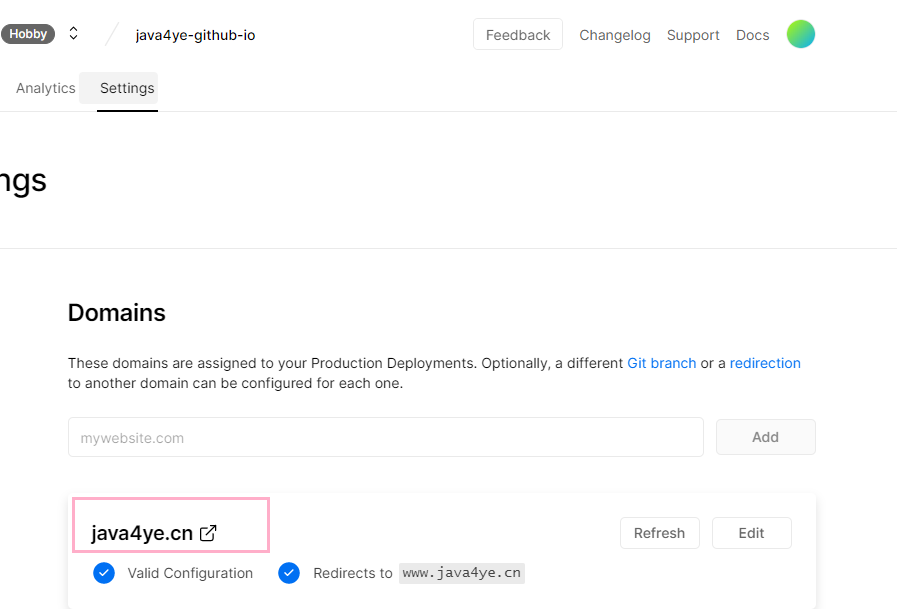 Hobby java4ye-github-io Feedback Changelog Support Docs
Analytics Settings
ngs
Domains
These domains are assigned to your Production Deployments. Optionally, a different Git branch or a redirection
to another domain can be configured for each one.
mywebsite.com Add
java4ye.cn Refresh Edit
Valid Configuration Redirects to www.java4ye.cn